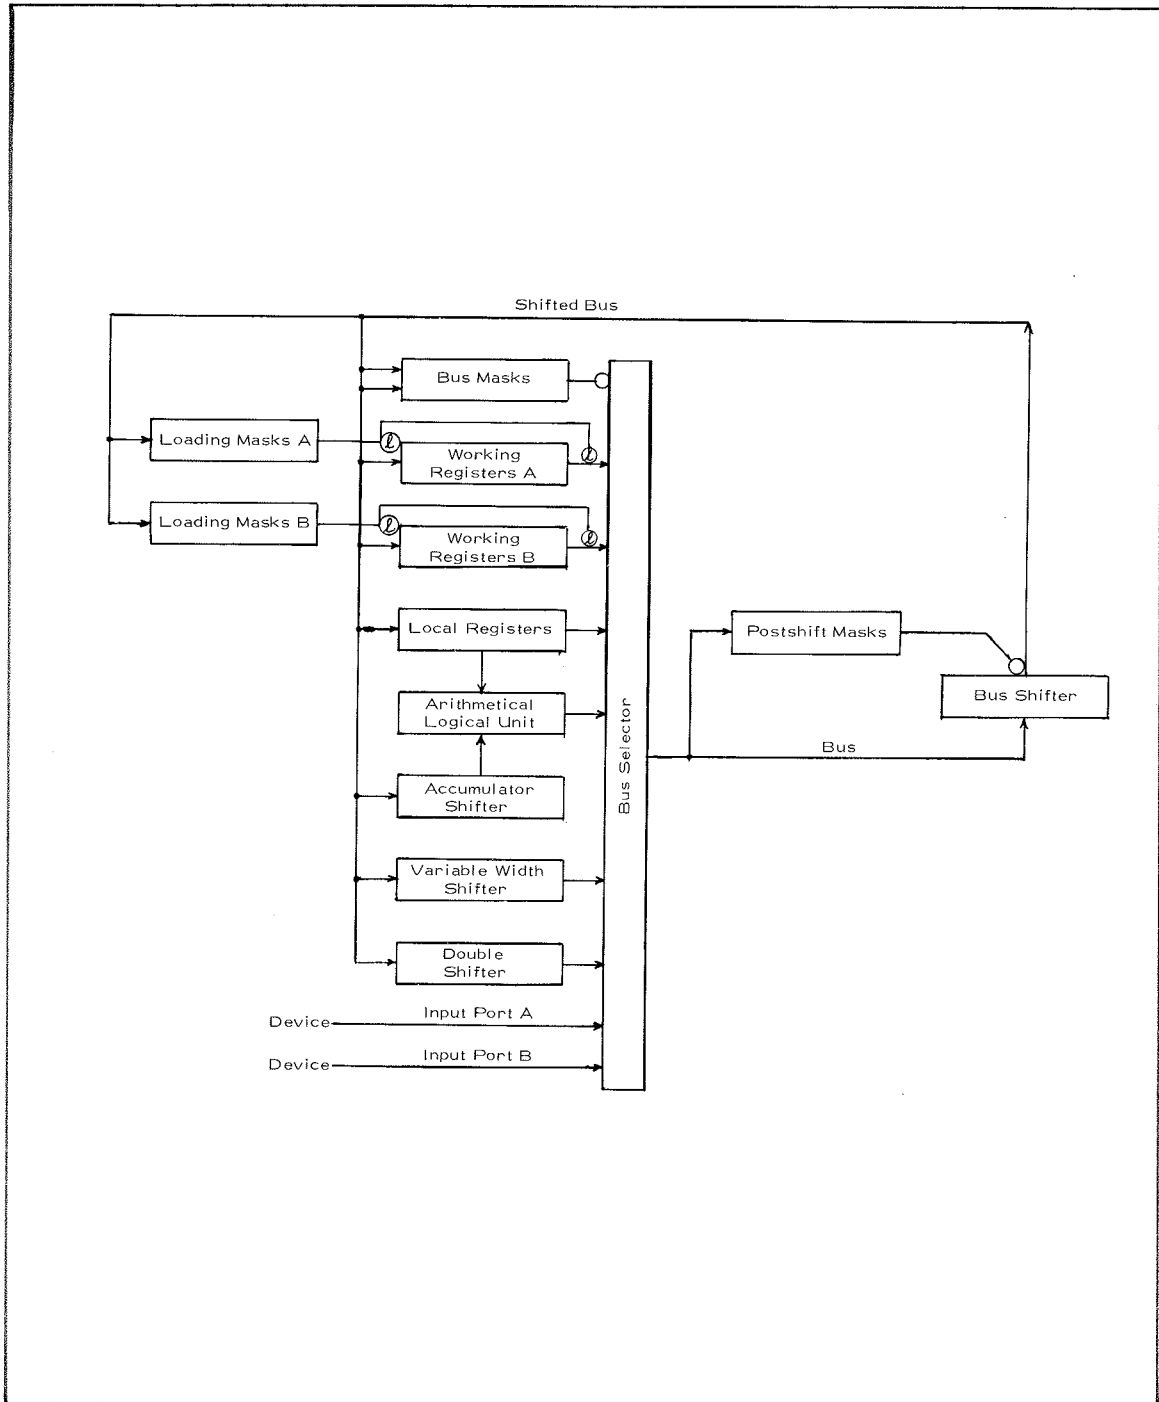 Shifted Bus
Bus Masks
Loading Masks A
ℓ
ℓ
Working
Registers A
Loading Masks B
ℓ
ℓ
Working
Registers B
Local Registers
Postshift Masks
Bus Shifter
Arithmetical
Logical Unit
Bus Selector
Bus
Accumulator
Shifter
Variable Width
Shifter
Double
Shifter
Device
Input Port A
Device
Input Port B